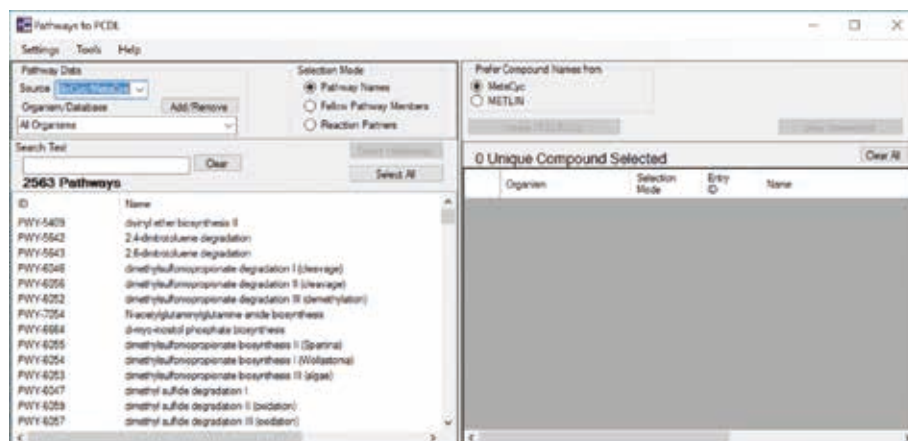 Pathways to PCDL
Settings Tools Help
Pathway Data
Source BioCyc/MetaCyc
Organism/Database Add/Remove
All Organisms
Selection Mode
Pathway Names
Fellow Pathway Members
Reaction Partners
Prefer Compound Names from
MetaCyc
METLIN
Search Text
Clear
Select All
2563 Pathways
ID Name
PWY-5409 divinyl ether biosynthesis II
PWY-5642 2,4-dinitrotoluene degradation
PWY-5643 2,6-dinitrotoluene degradation
PWY-6046 dimethylsulfoniopropionate degradation I (cleavage)
PWY-6056 dimethylsulfoniopropionate degradation II (cleavage)
PWY-6052 dimethylsulfoniopropionate degradation III (demethylation)
PWY-7054 N-acetylglutaminylglutamine amide biosynthesis
PWY-6664 di-myo-inositol phosphate biosynthesis
PWY-6055 dimethylsulfoniopropionate biosynthesis II (Spartina)
PWY-6054 dimethylsulfoniopropionate biosynthesis I (Wollastonia)
PWY-6053 dimethylsulfoniopropionate biosynthesis III (algae)
PWY-6047 dimethyl sulfide degradation I
PWY-6059 dimethyl sulfide degradation II (oxidation)
PWY-6057 dimethyl sulfide degradation III (oxidation)
0 Unique Compound Selected
Clear All
Organism Selection Mode Entry ID Name